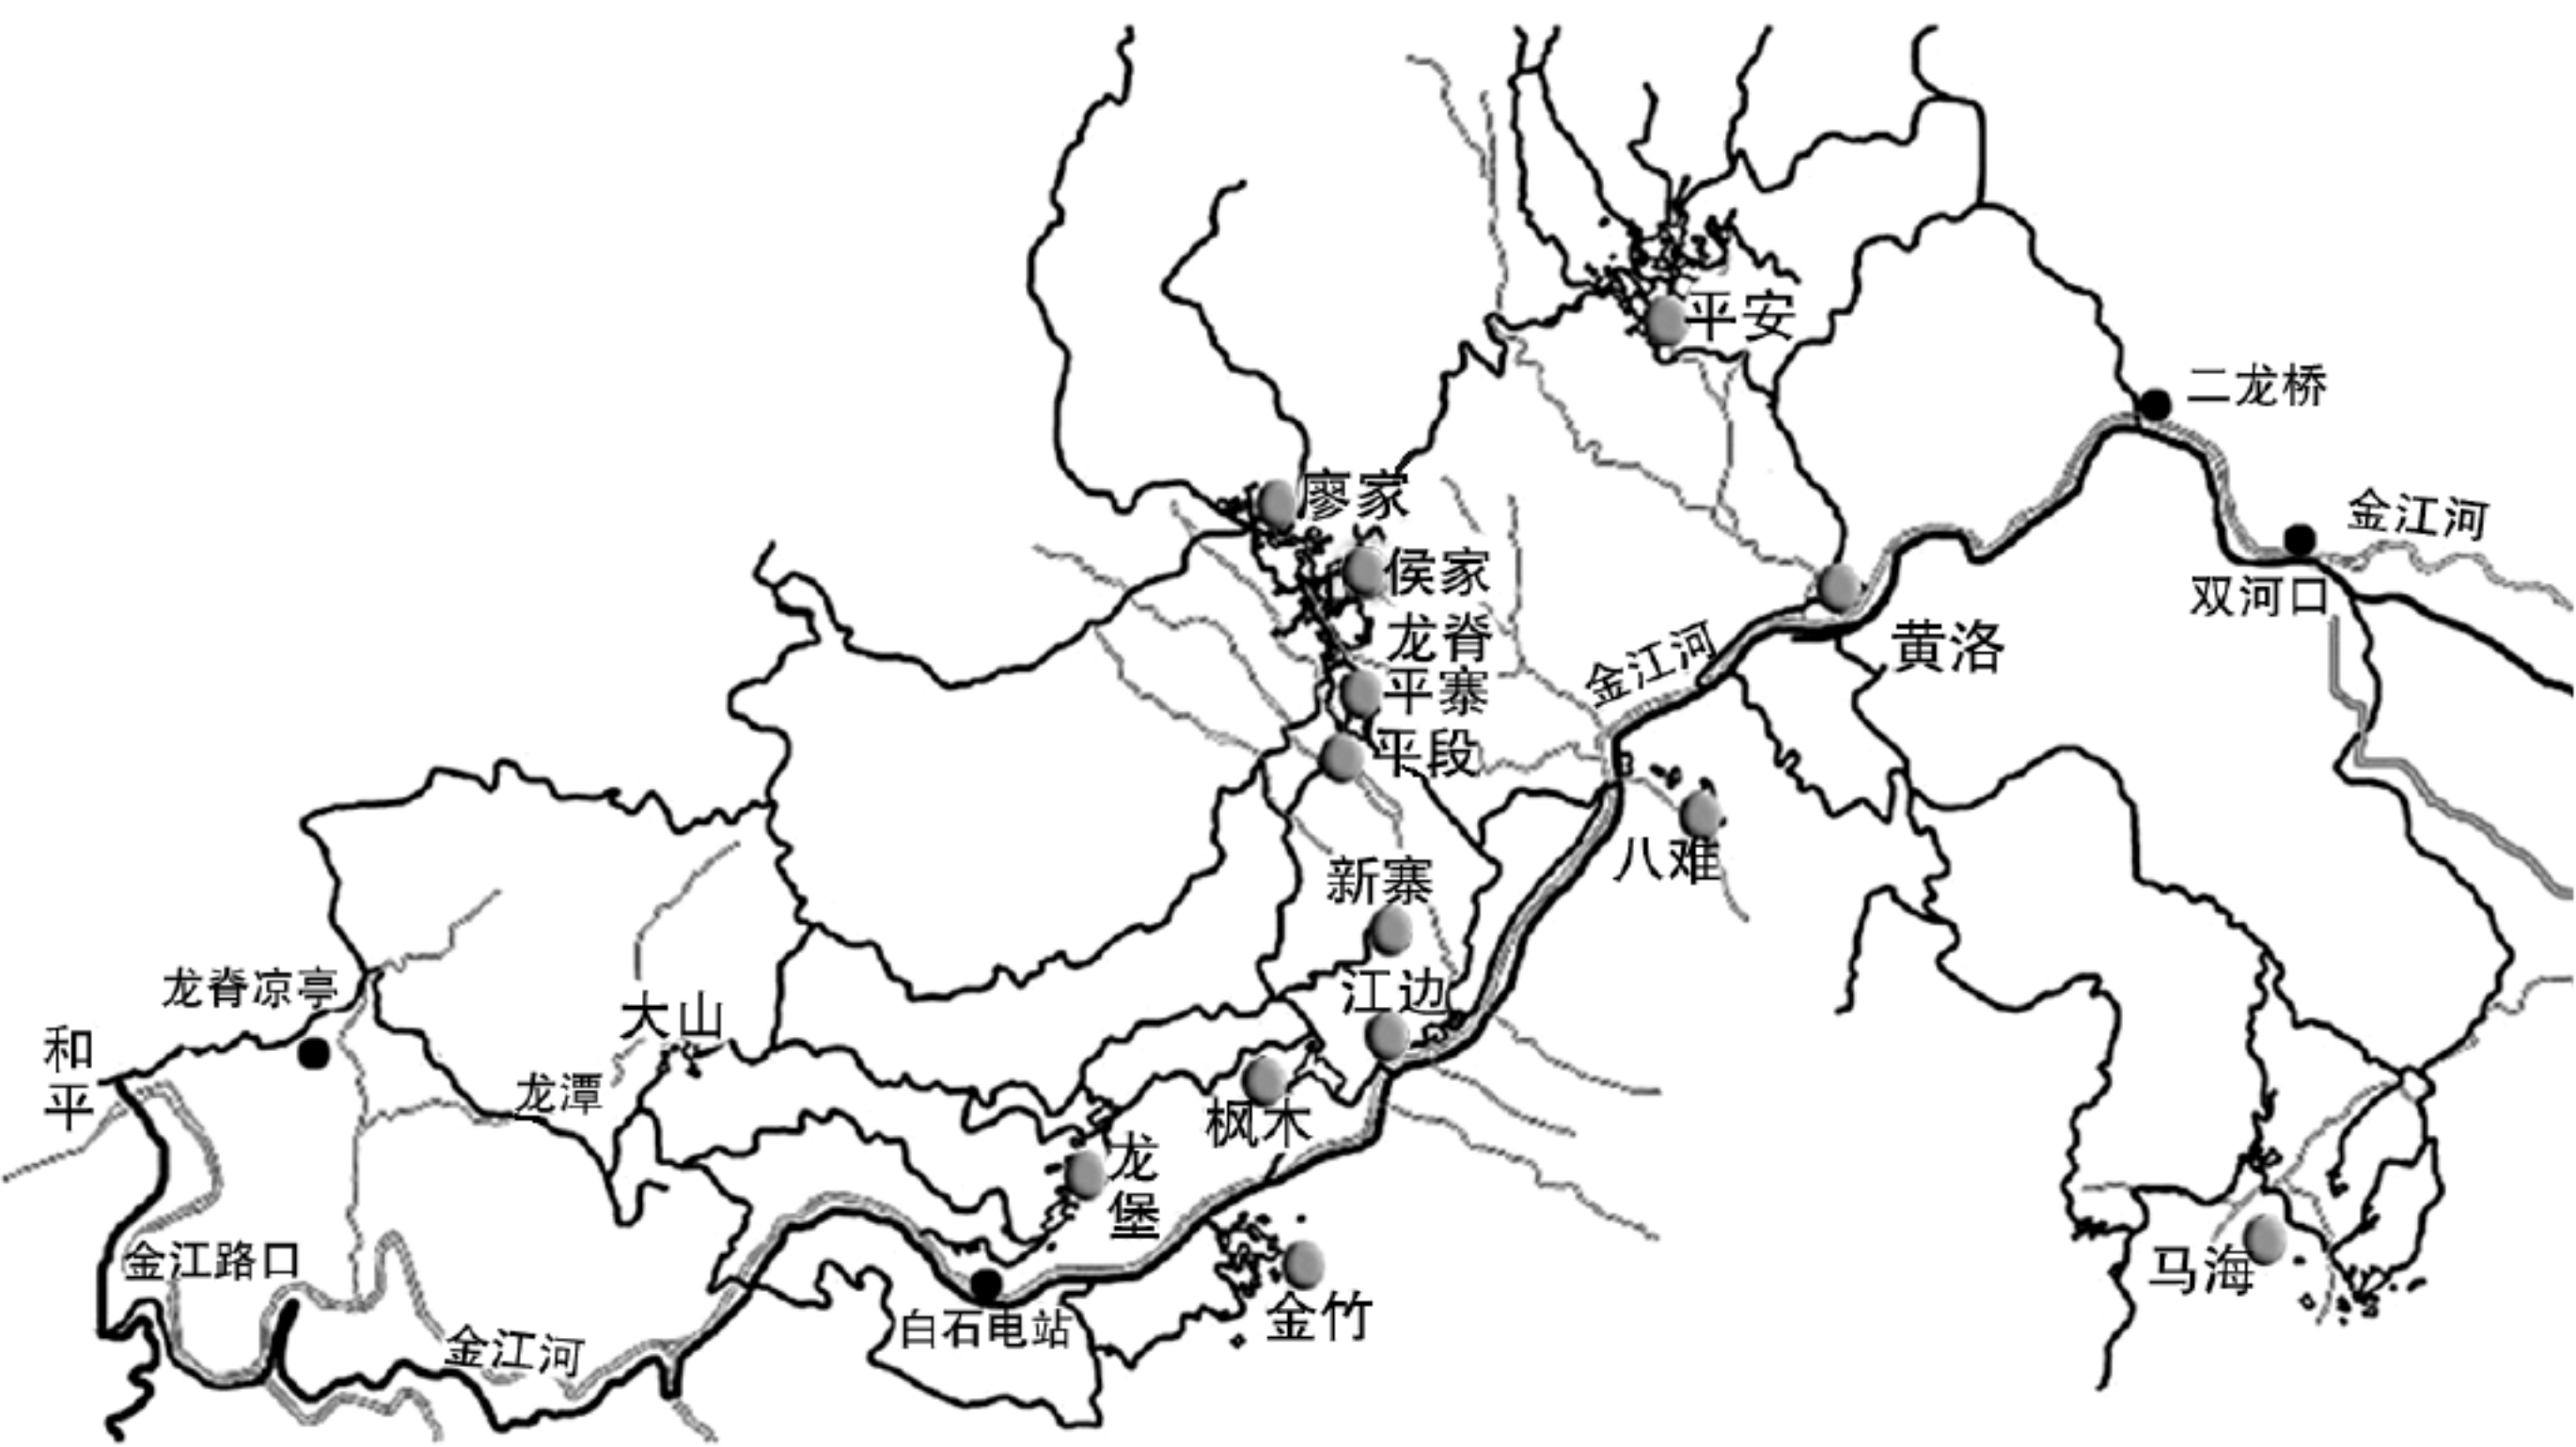 平安
二龙桥
金江河
双河口
廖家
侯家
龙脊
平寨
平段
金江河
黄洛
八难
新寨
江边
龙脊凉亭
大山
和
平
龙潭
枫木
龙
堡
金江路口
金江河
白石电站
金竹
马海